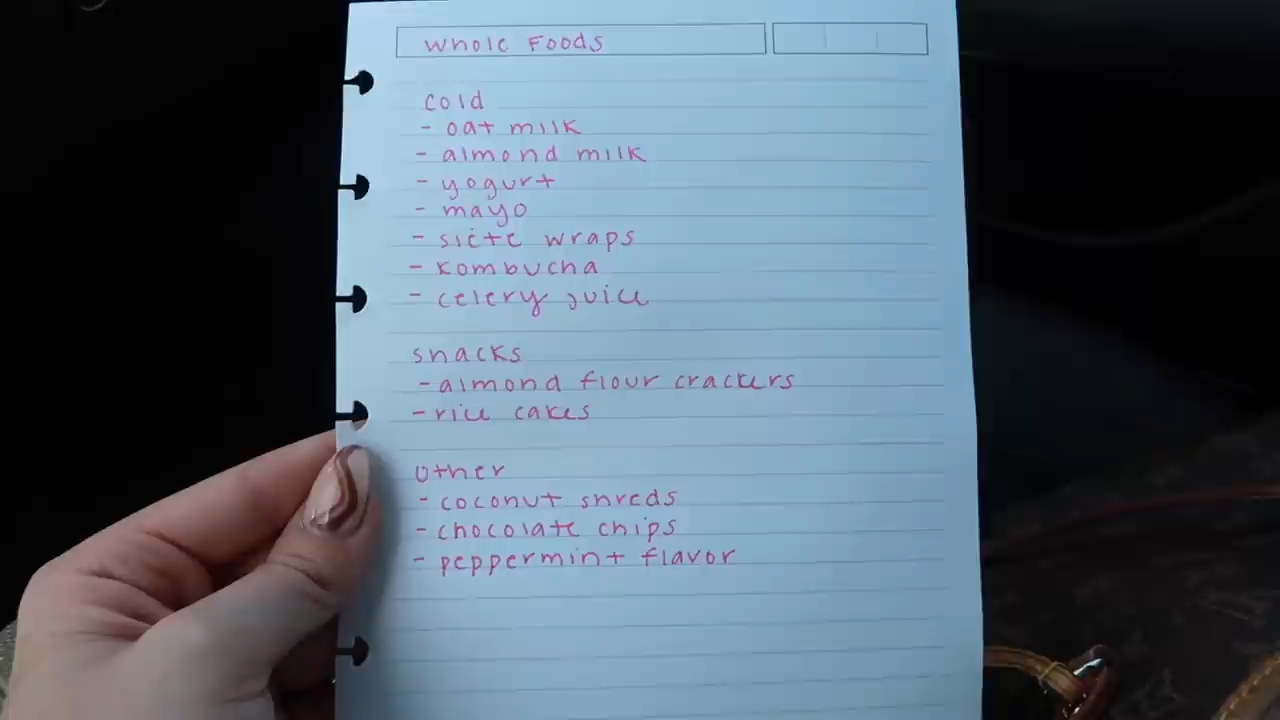 Whole Foods
cold
- oat milk
- almond milk
- yogurt
- mayo
- siete wraps
- kombucha
- celery juice
snacks
- almond flour crackers
- rice cakes
other
- coconut shreds
- chocolate chips
- peppermint flavor